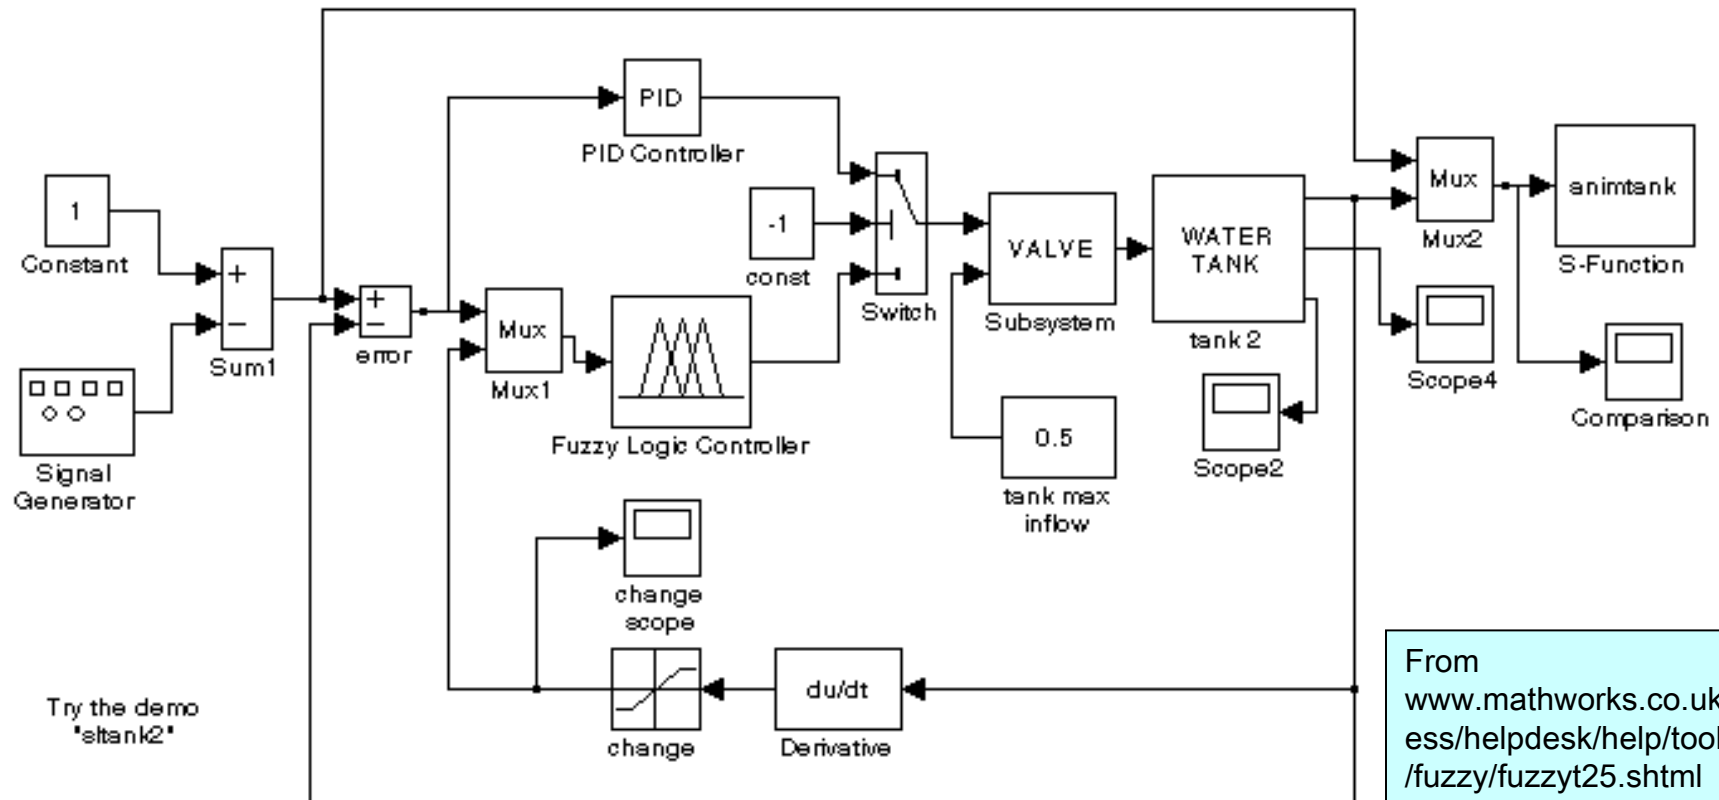 PID
PID Controller
1
Constant
+
−
Sum1
Signal
Generator
+
−
error
Mux
Mux1
Fuzzy Logic Controller
-1
const
Switch
VALVE
Subsystem
0.5
tank max
inflow
WATER
TANK
tank 2
Scope2
Mux
Mux2
Scope4
animtank
S-Function
Comparison
change
scope
change
du/dt
Derivative
Try the demo
"sltank2"
From
www.mathworks.co.uk
ess/helpdesk/help/tool
/fuzzy/fuzzyt25.shtml